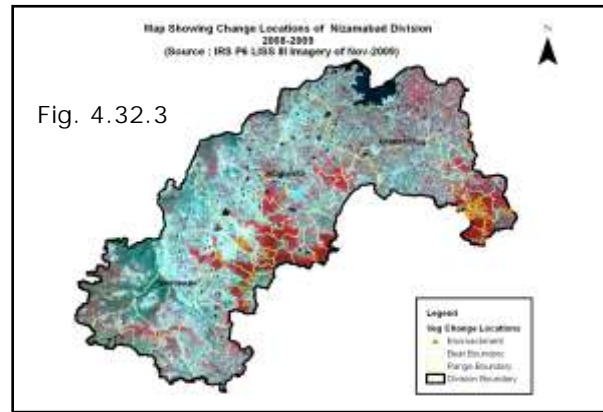 Map Showing Change Locations of Nizamabad Division
2008-2009
(Source : IRS P6 LISS III Imagery of Nov-2009)
N
Fig. 4.32.3
Legend
Veg Change Locations
Encroachment
Beat Boundary
Range Boundary
Division Boundary